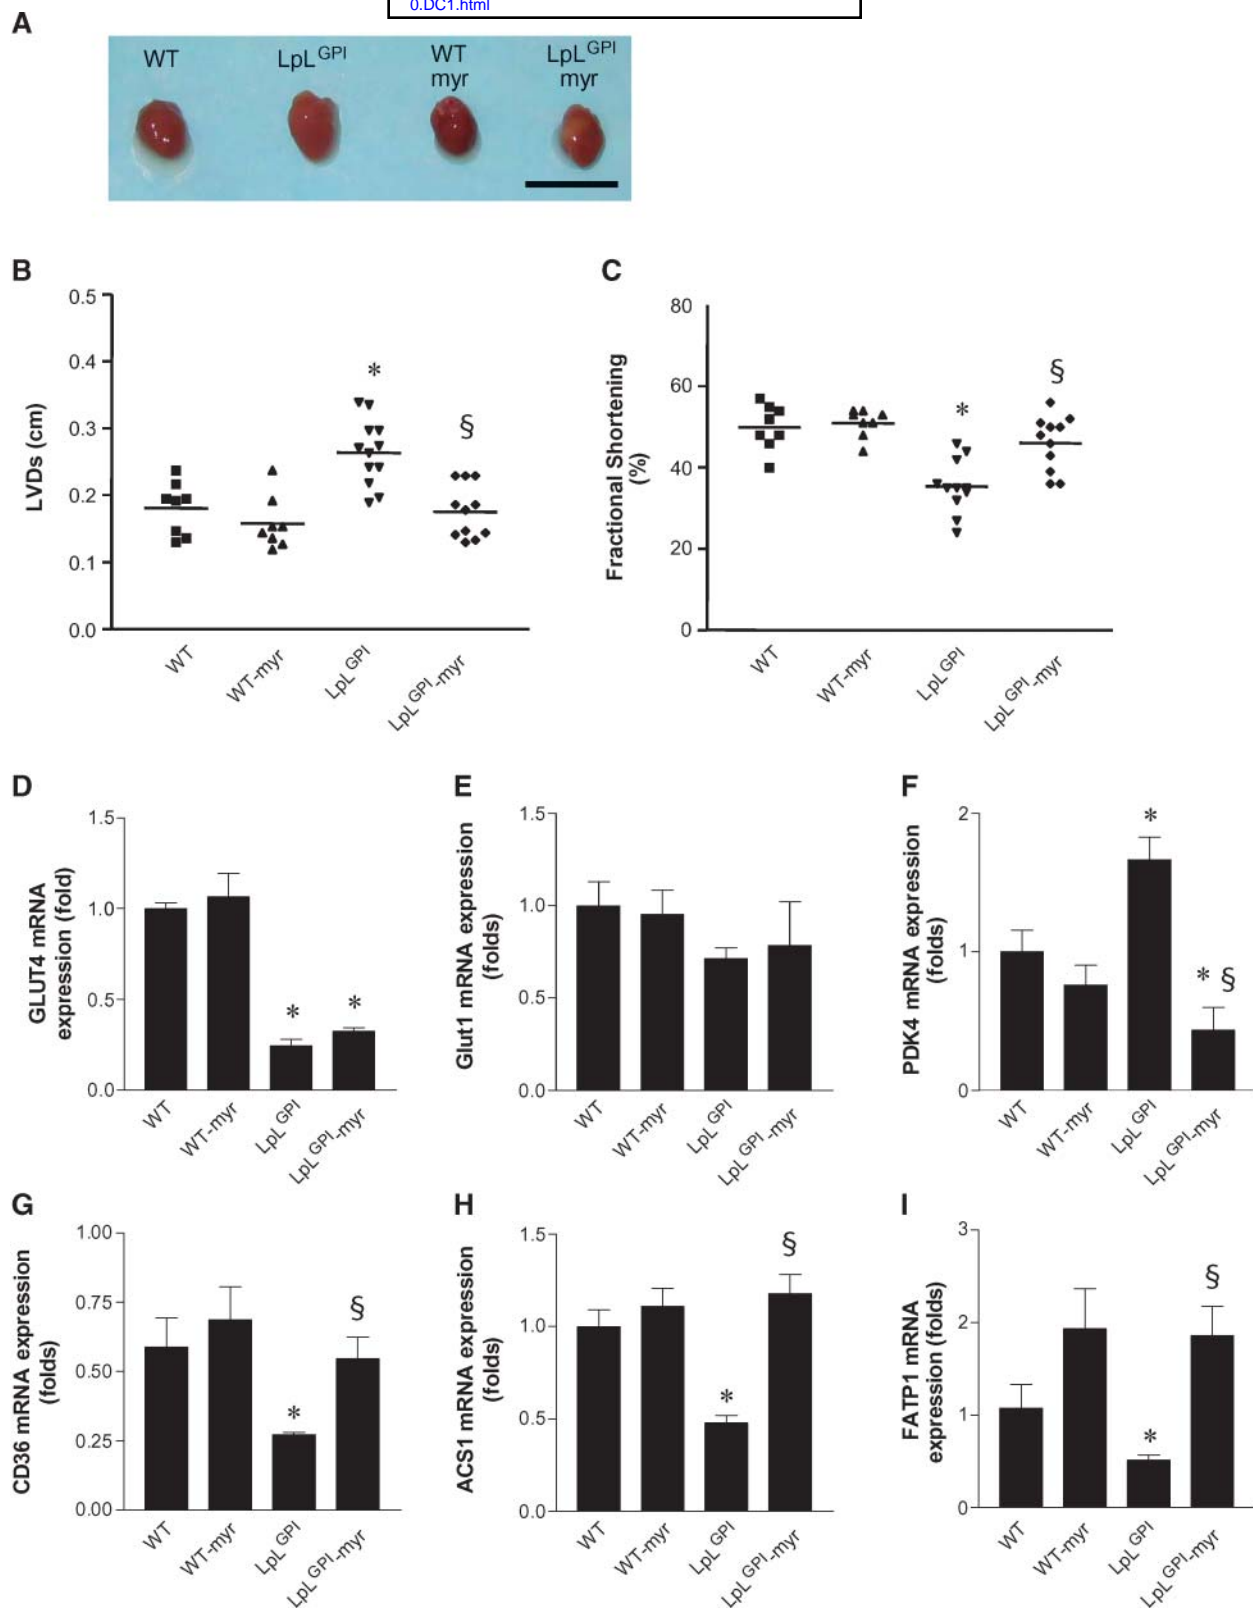 0.DC1.html
A
WT
LpL GPI
WT
myr
LpL GPI
myr
B
LVDs (cm)
0.5
0.4
0.3
0.2
0.1
0.0
*
§
WT
WT-myr
LpL GPI
LpL GPI-myr
C
Fractional Shortening
(%)
80
60
40
20
0
*
§
WT
WT-myr
LpL GPI
LpL GPI-myr
D
GLUT4 mRNA
expression (fold)
1.5
1.0
0.5
0.0
*
*
WT
WT-myr
LpL GPI
LpL GPI-myr
E
Glut1 mRNA expression
(folds)
1.5
1.0
0.5
0.0
WT
WT-myr
LpL GPI
LpL GPI-myr
F
PDK4 mRNA expression
(folds)
2
1
0
*
* §
WT
WT-myr
LpL GPI
LpL GPI-myr
G
CD36 mRNA expression
(folds)
1.00
0.75
0.50
0.25
0.00
*
§
WT
WT-myr
LpL GPI
LpL GPI-myr
H
ACS1 mRNA expression
(folds)
1.5
1.0
0.5
0.0
*
§
WT
WT-myr
LpL GPI
LpL GPI-myr
I
FATP1 mRNA
expression (folds)
3
2
1
0
*
§
WT
WT-myr
LpL GPI
LpL GPI-myr